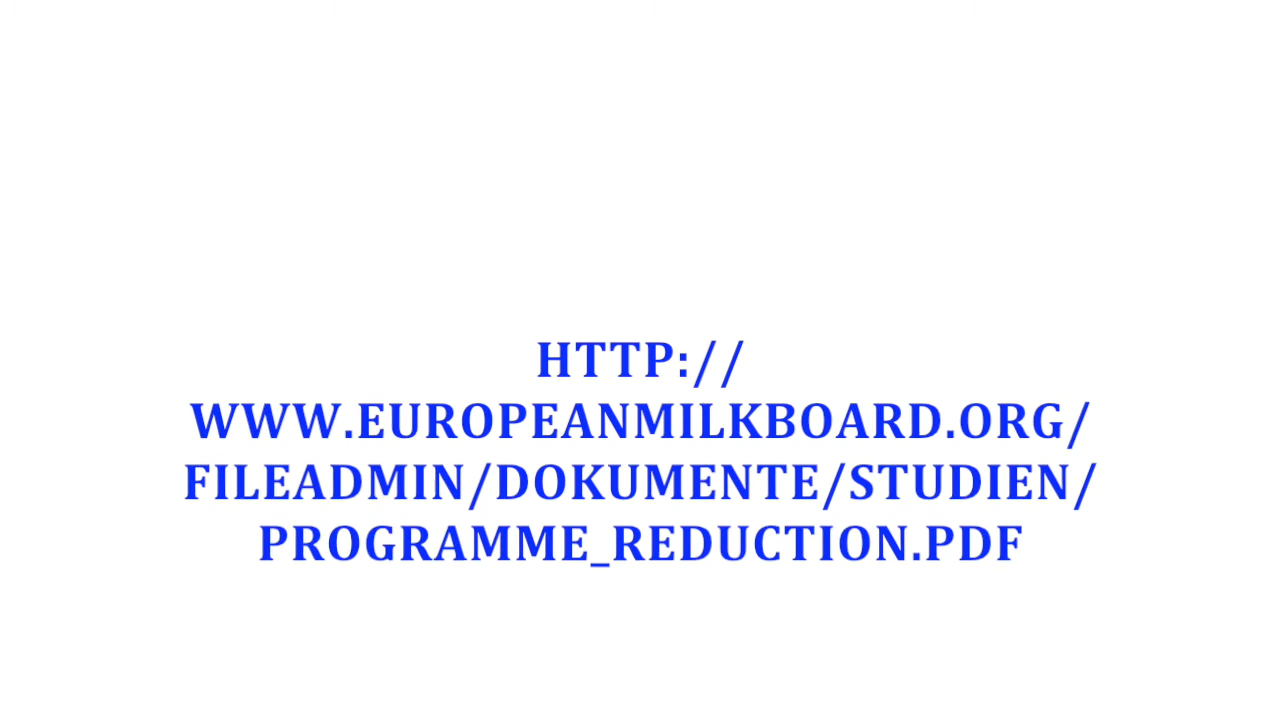 HTTP://
WWW.EUROPEANMILKBOARD.ORG/
FILEADMIN/DOKUMENTE/STUDIEN/
PROGRAMME_REDUCTION.PDF